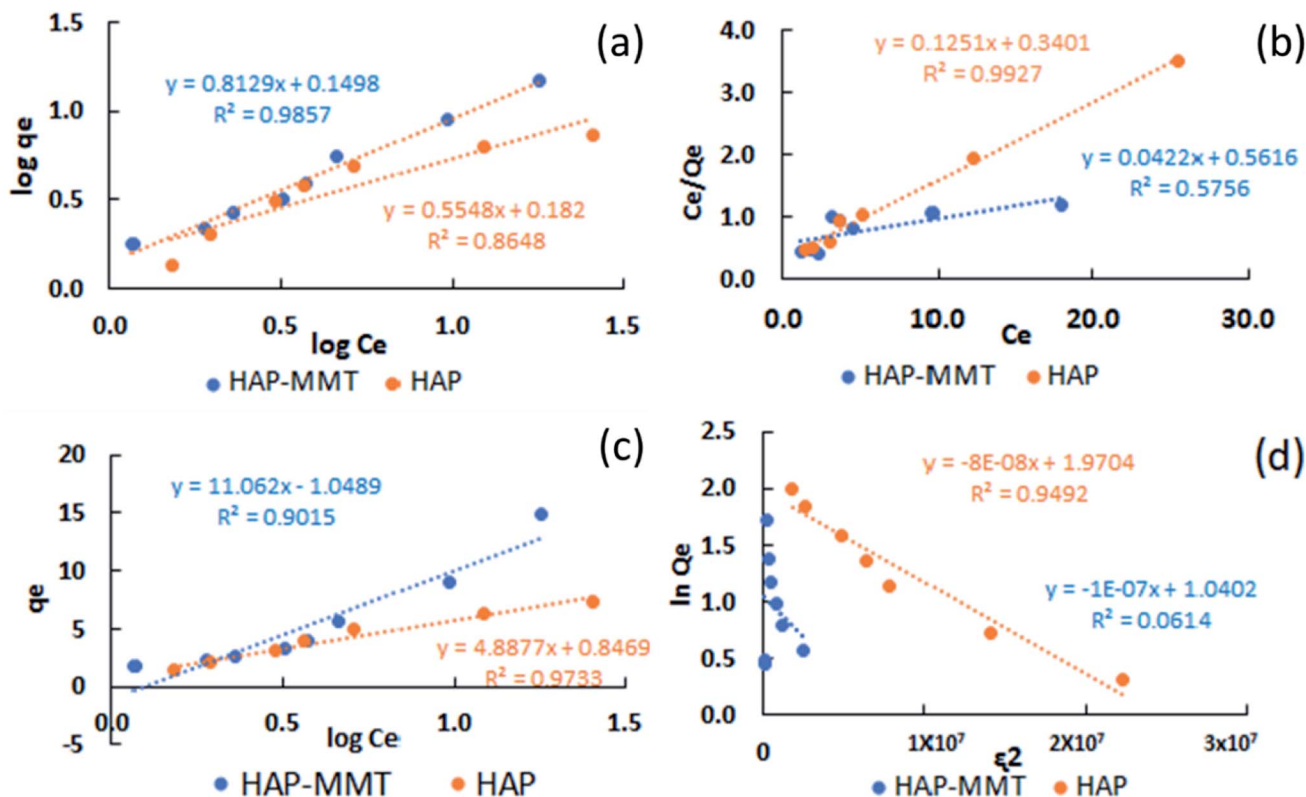 (a)
1.5
1.0
0.5
0.0
log qe
y = 0.8129x + 0.1498
R² = 0.9857
y = 0.5548x + 0.182
R² = 0.8648
0.0 0.5 1.0 1.5
log Ce
HAP-MMT HAP
(b)
4.0
3.0
2.0
1.0
0.0
Ce/Qe
y = 0.1251x + 0.3401
R² = 0.9927
y = 0.0422x + 0.5616
R² = 0.5756
0.0 10.0 20.0 30.0
Ce
HAP-MMT HAP
(c)
20
15
10
5
0
-5
qe
y = 11.062x - 1.0489
R² = 0.9015
y = 4.8877x + 0.8469
R² = 0.9733
0.0 0.5 1.0 1.5
log Ce
HAP-MMT HAP
(d)
2.5
2.0
1.5
1.0
0.5
0.0
ln Qe
y = -8E-08x + 1.9704
R² = 0.9492
y = -1E-07x + 1.0402
R² = 0.0614
0 1X10⁷ 2X10⁷ 3x10⁷
ε2
HAP-MMT HAP